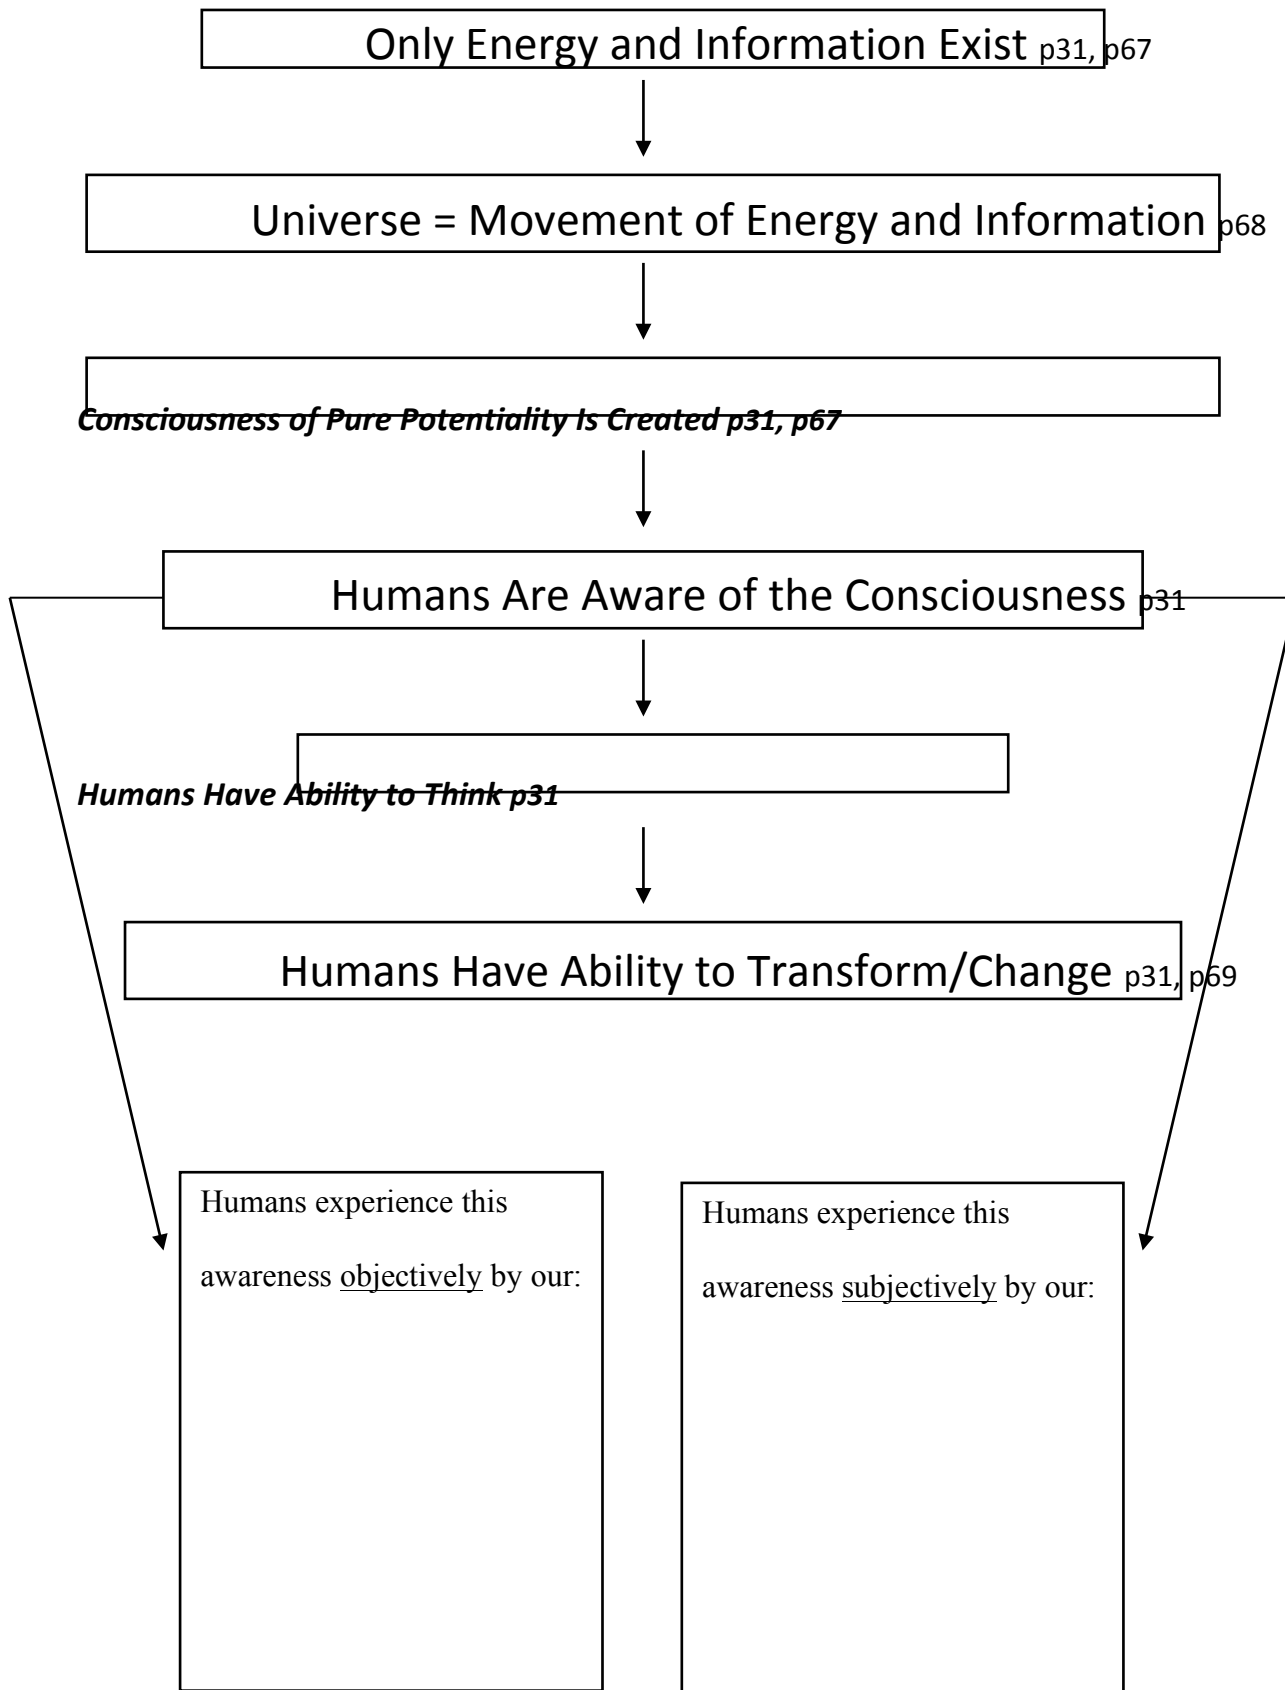 Only Energy and Information Exist p31, p67
Universe = Movement of Energy and Information p68
Consciousness of Pure Potentiality Is Created p31, p67
Humans Are Aware of the Consciousness p31
Humans Have Ability to Think p31
Humans Have Ability to Transform/Change p31, p69
Humans experience this
awareness objectively by our:
Humans experience this
awareness subjectively by our: